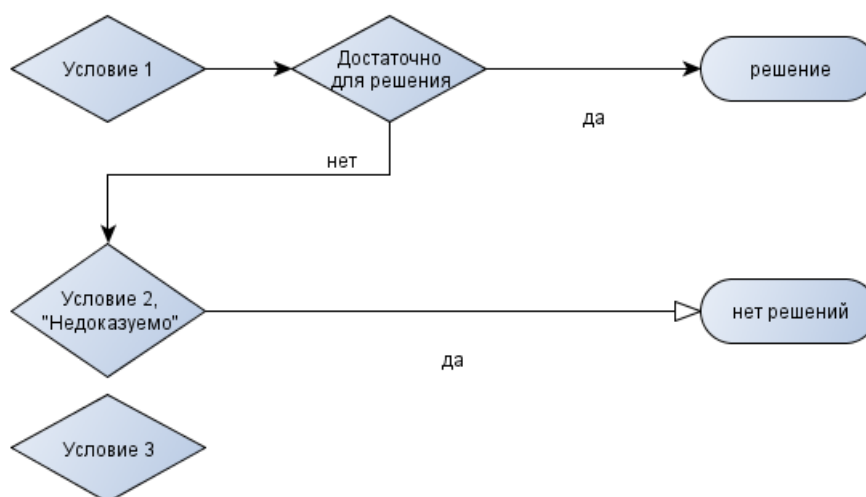 Условие 1
Достаточно
для решения
решение
да
нет
Условие 2,
"Недоказуемо"
нет решений
да
Условие 3